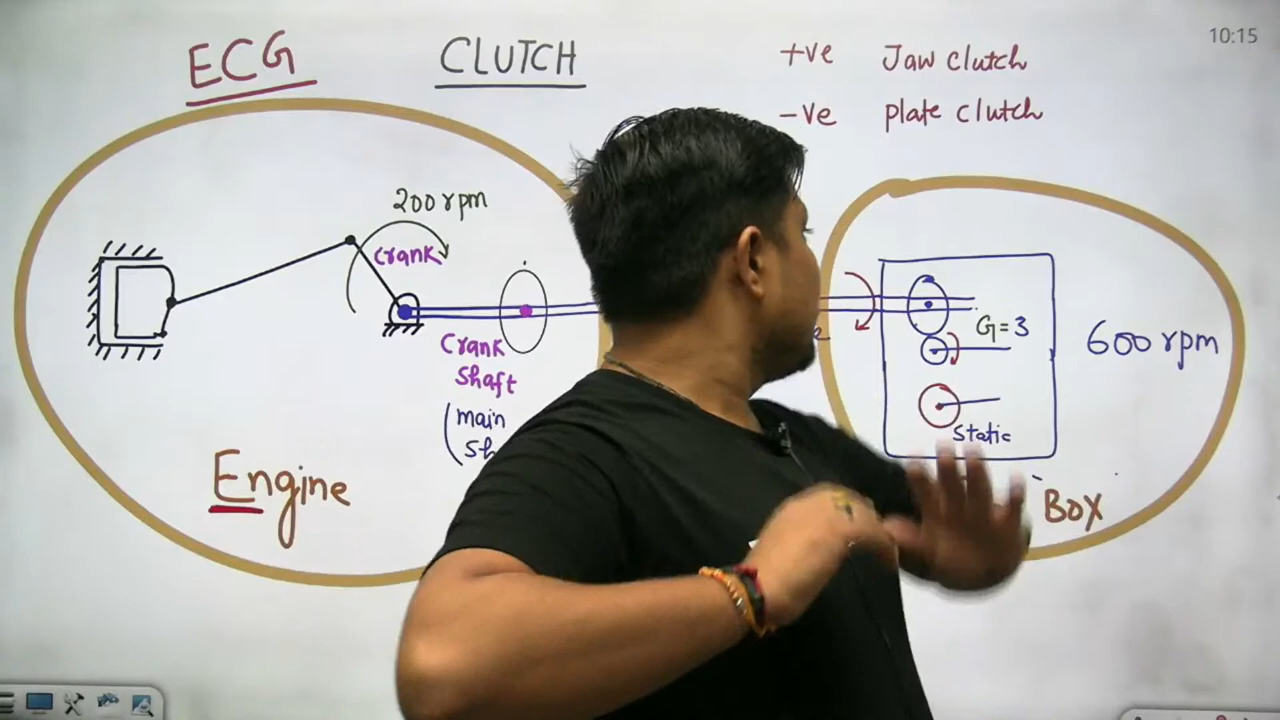 10:15
ECG
CLUTCH
+ve Jaw clutch
-ve plate clutch
200 rpm
crank
Crank
Shaft
(main
Sh
G=3
600 rpm
Static
Engine
Box